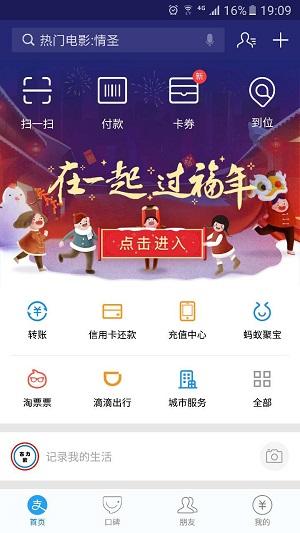 4G 16% 19:09
热门电影:情圣
新
扫一扫 付款 卡券 到位
在一起 过福年
点击进入
转账 信用卡还款 充值中心 蚂蚁聚宝
淘票票 滴滴出行 城市服务 全部
记录我的生活
支
首页 口碑 朋友 我的